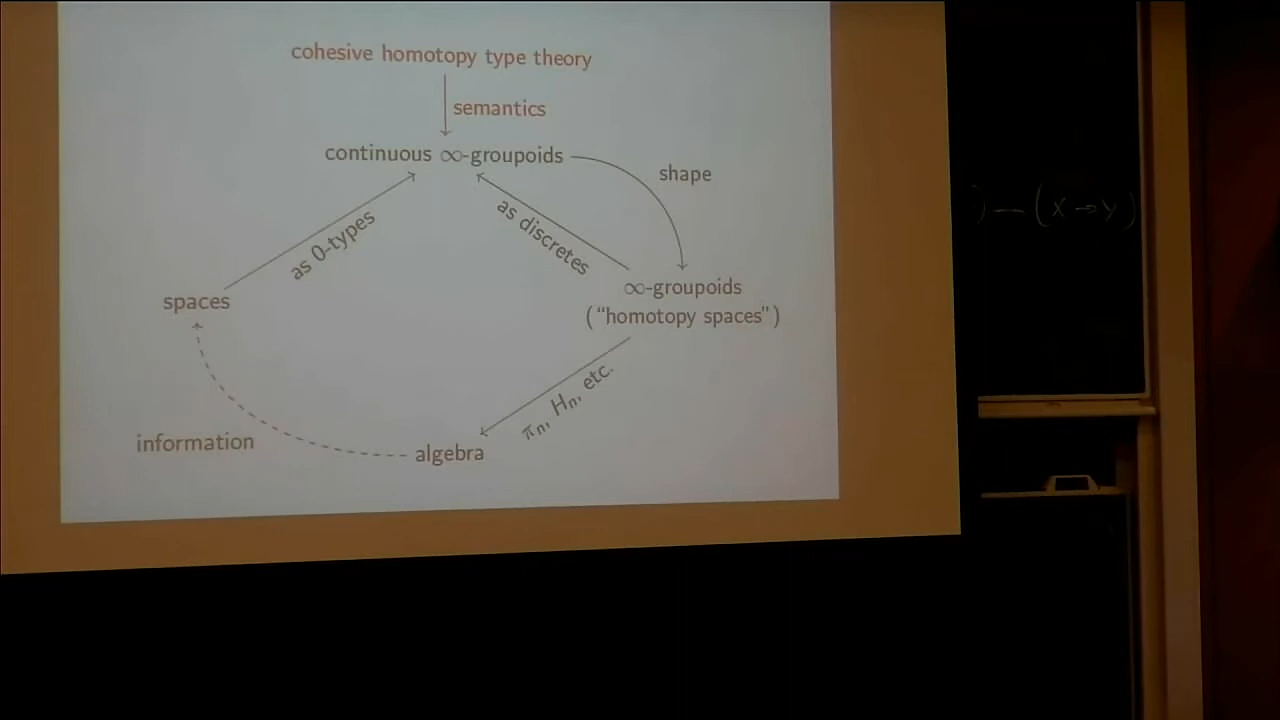 cohesive homotopy type theory
semantics
continuous ∞-groupoids
shape
as 0-types
as discretes
spaces
∞-groupoids
("homotopy spaces")
πn, Hn, etc.
information
algebra
) — (X → Y)